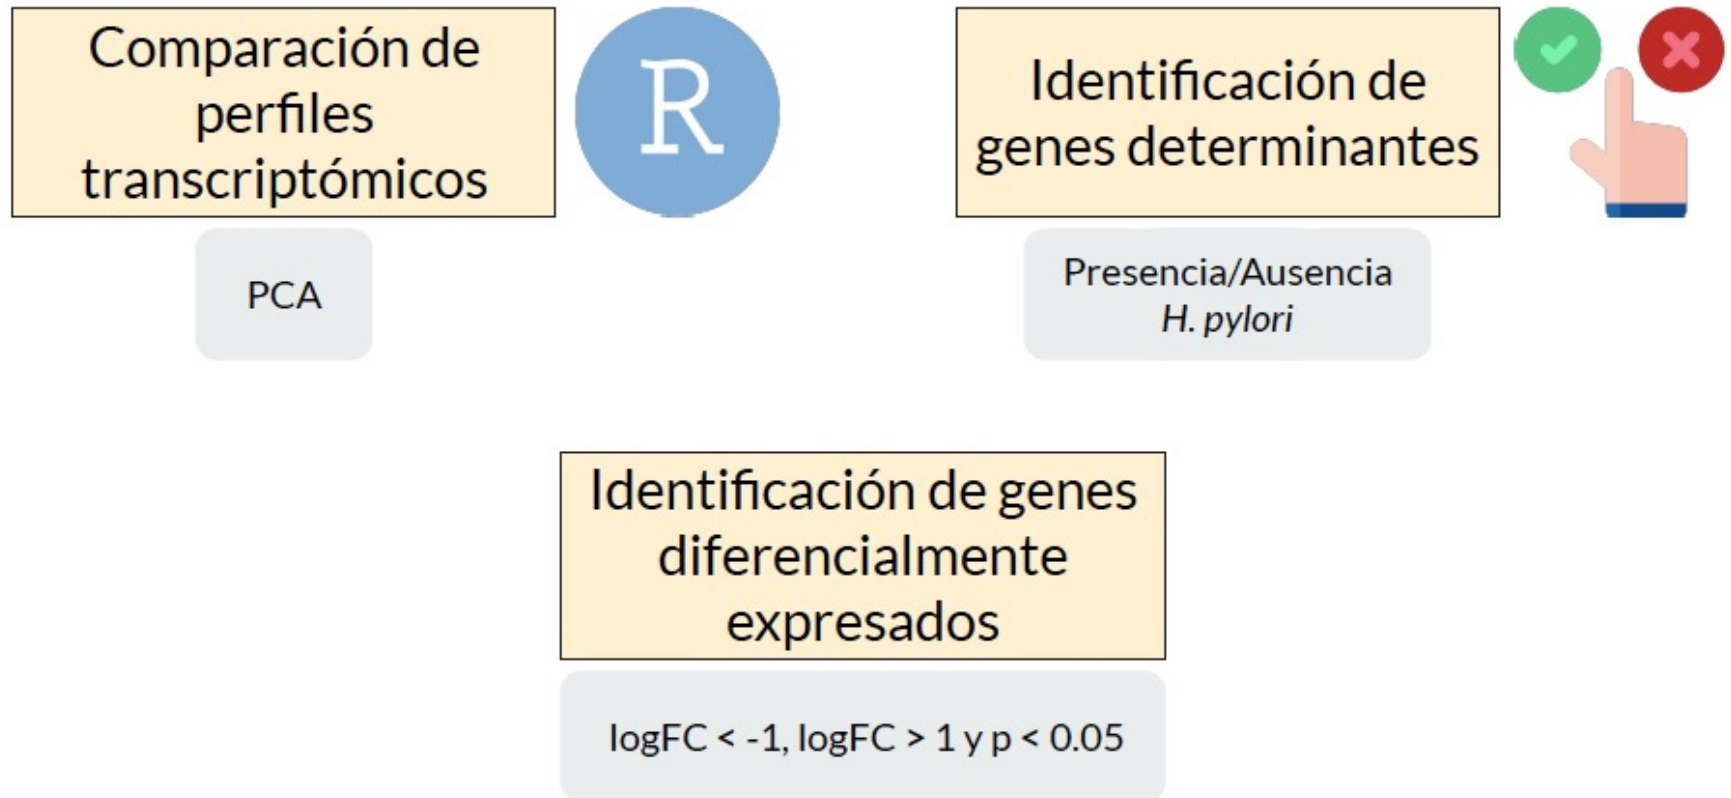 Comparación de
perfiles
transcriptómicos
R
PCA
Identificación de
genes determinantes
Presencia/Ausencia
H. pylori
Identificación de genes
diferencialmente
expresados
logFC < -1, logFC > 1 y p < 0.05